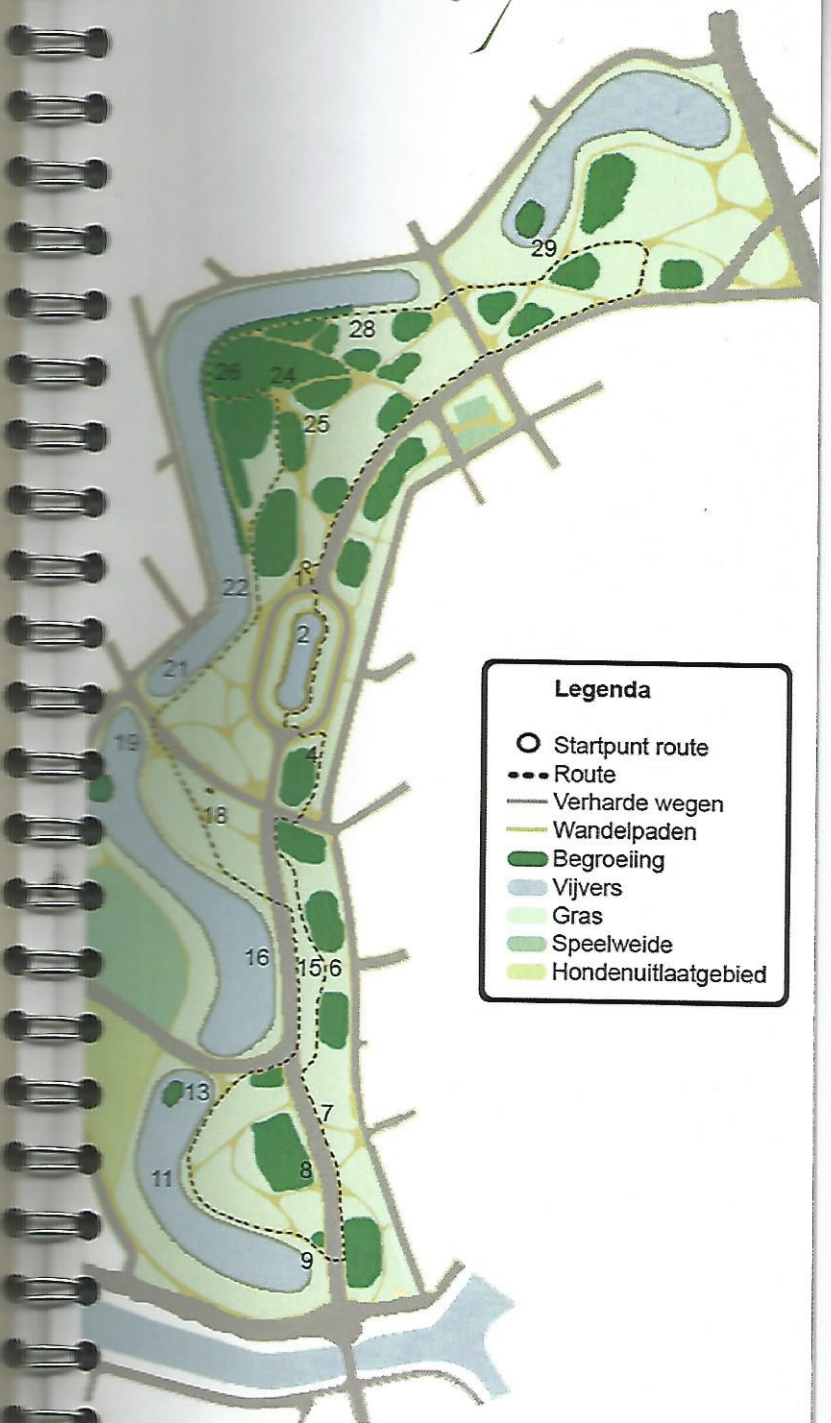 29
28
26
24
25
1
22
2
21
19
4
18
16
15
6
13
7
11
8
9
Legenda
Startpunt route
Route
Verharde wegen
Wandelpaden
Begroeiing
Vijvers
Gras
Speelweide
Hondenuitlaatgebied